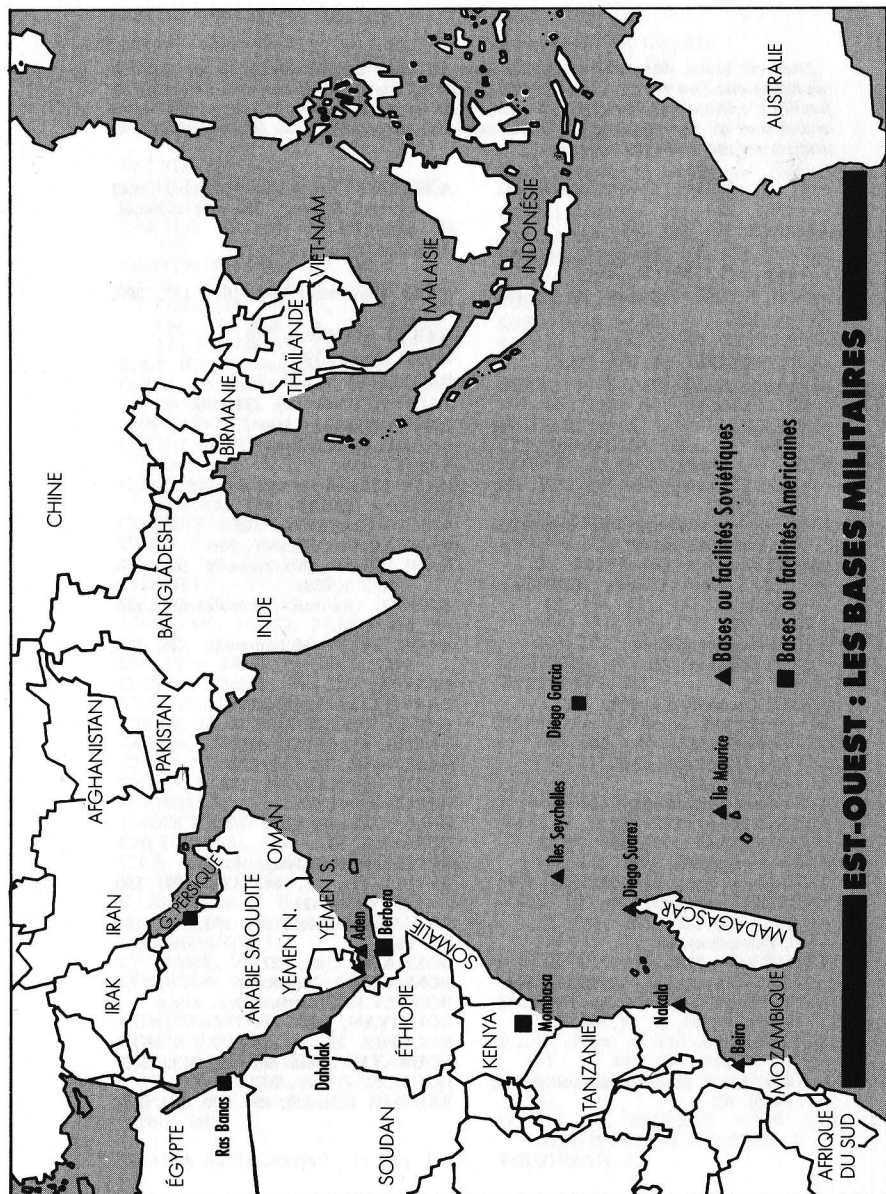 CHINE
AFGHANISTAN
IRAN
IRAK
PAKISTAN
BANGLADESH
BIRMANIE
VIET-NAM
THAÏLANDE
INDE
G. PERSIQUE
ÉGYPTE
Ras Banas
ARABIE SAOUDITE
OMAN
YEMEN N.
YEMEN S.
Aden
Danalak
Berbera
SOUDAN
ÉTHIOPIE
SOMALIE
MALAISIE
INDONÉSIE
KENYA
Mombasa
Îles Seychelles
Diego Garcia
TANZANIE
Diego Suarez
Nakala
Beira
MADAGASCAR
Île Maurice
MOZAMBIQUE
AUSTRALIE
AFRIQUE
DU SUD
Bases ou facilités Soviétiques
Bases ou facilités Américaines
EST-OUEST : LES BASES MILITAIRES